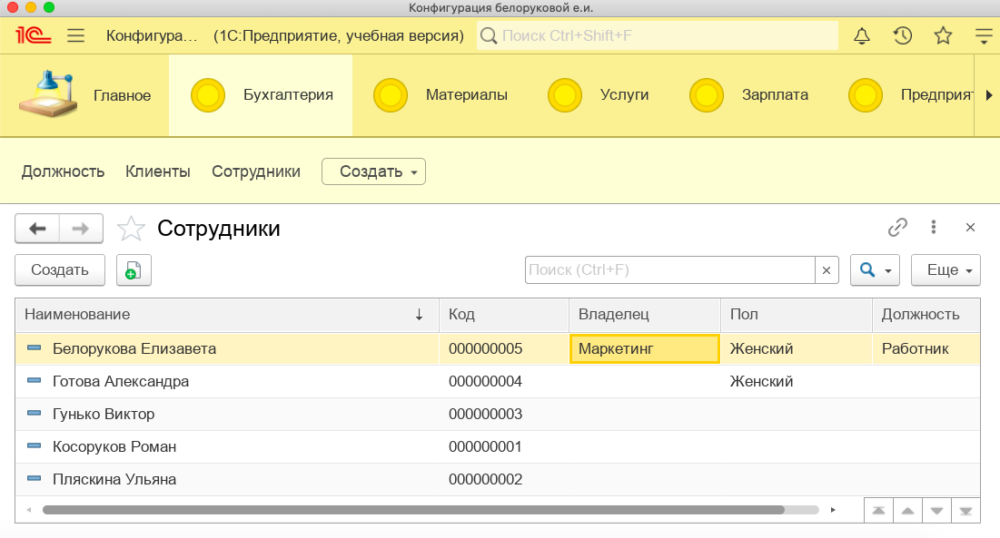 Конфигурация белоруковой е.и.
1С Конфигура... (1С:Предприятие, учебная версия) Поиск Ctrl+Shift+F
Главное Бухгалтерия Материалы Услуги Зарплата Предприят
Должность Клиенты Сотрудники Создать
Сотрудники
Создать Поиск (Ctrl+F) × Еще
Наименование ↓ Код Владелец Пол Должность
Белорукова Елизавета 000000005 Маркетинг Женский Работник
Готова Александра 000000004 Женский
Гунько Виктор 000000003
Косоруков Роман 000000001
Пляскина Ульяна 000000002